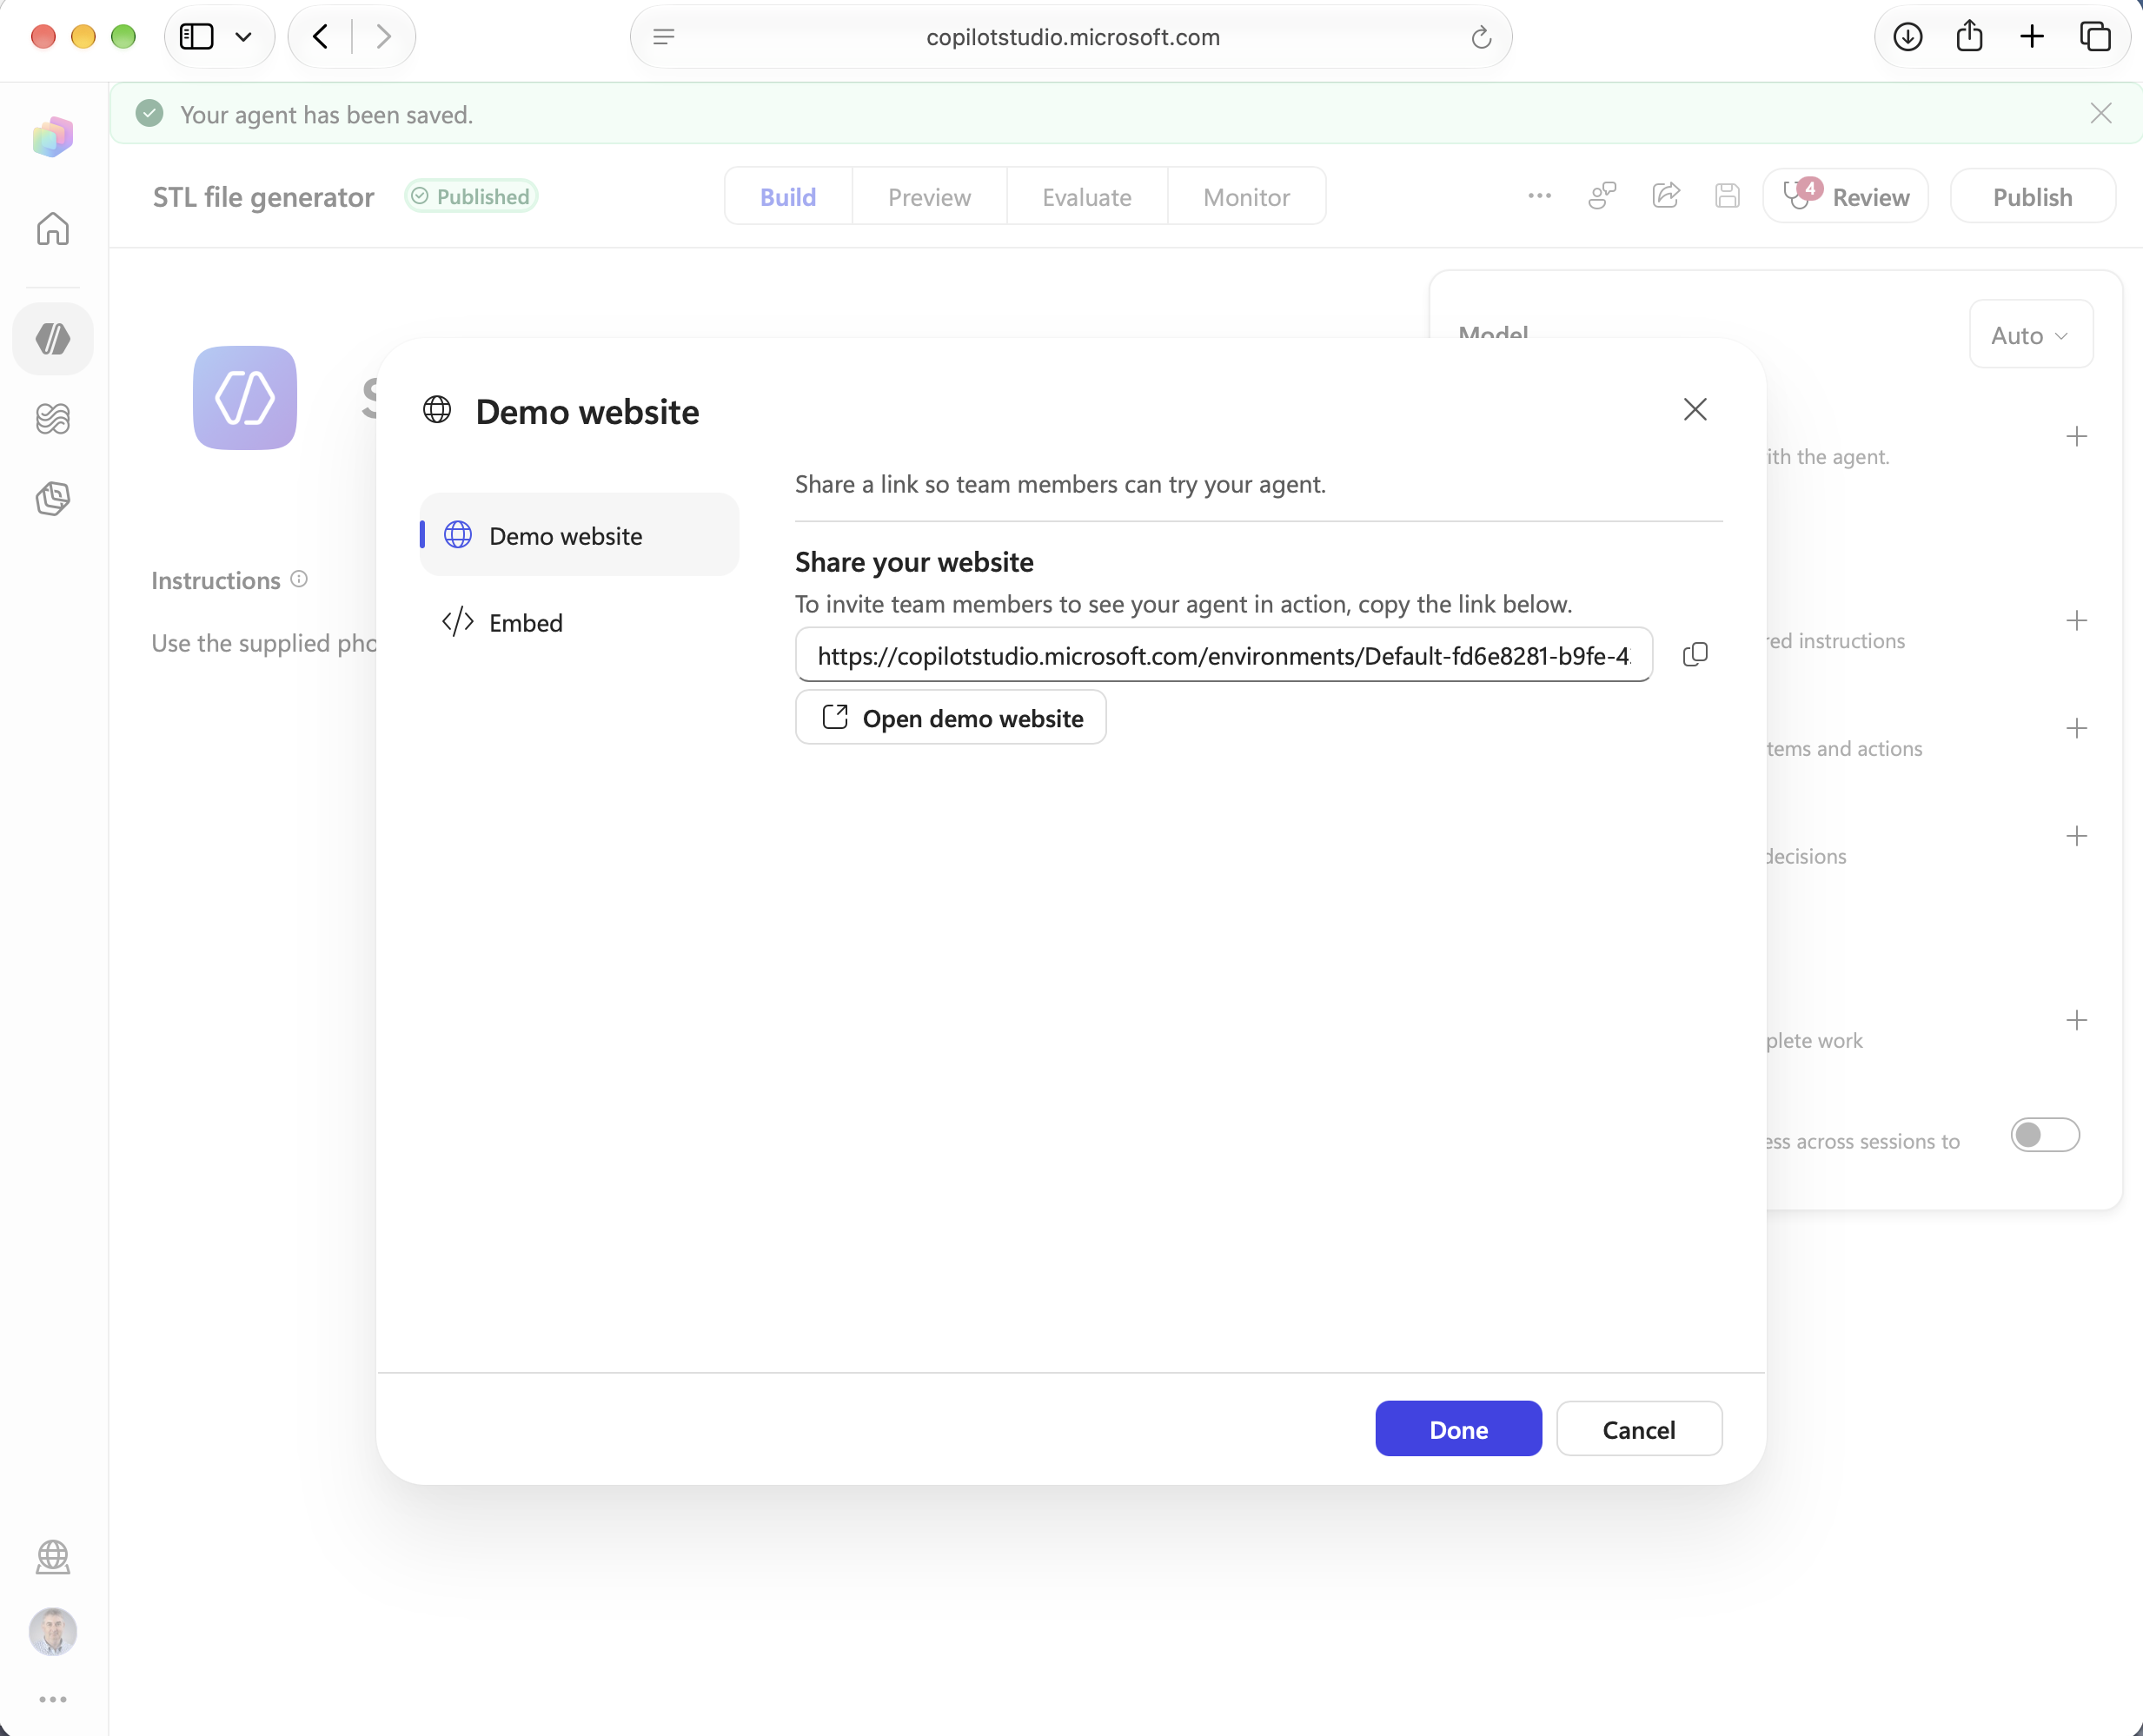 copilotstudio.microsoft.com
Your agent has been saved.
STL file generator
Published
Build
Preview
Evaluate
Monitor
4
Review
Publish
Model
Auto
Demo website
Share a link so team members can try your agent.
Demo website
Embed
Share your website
To invite team members to see your agent in action, copy the link below.
https://copilotstudio.microsoft.com/environments/Default-fd6e8281-b9fe-4
Open demo website
Instructions
Use the supplied pho
ith the agent.
red instructions
tems and actions
decisions
plete work
ess across sessions to
Done
Cancel